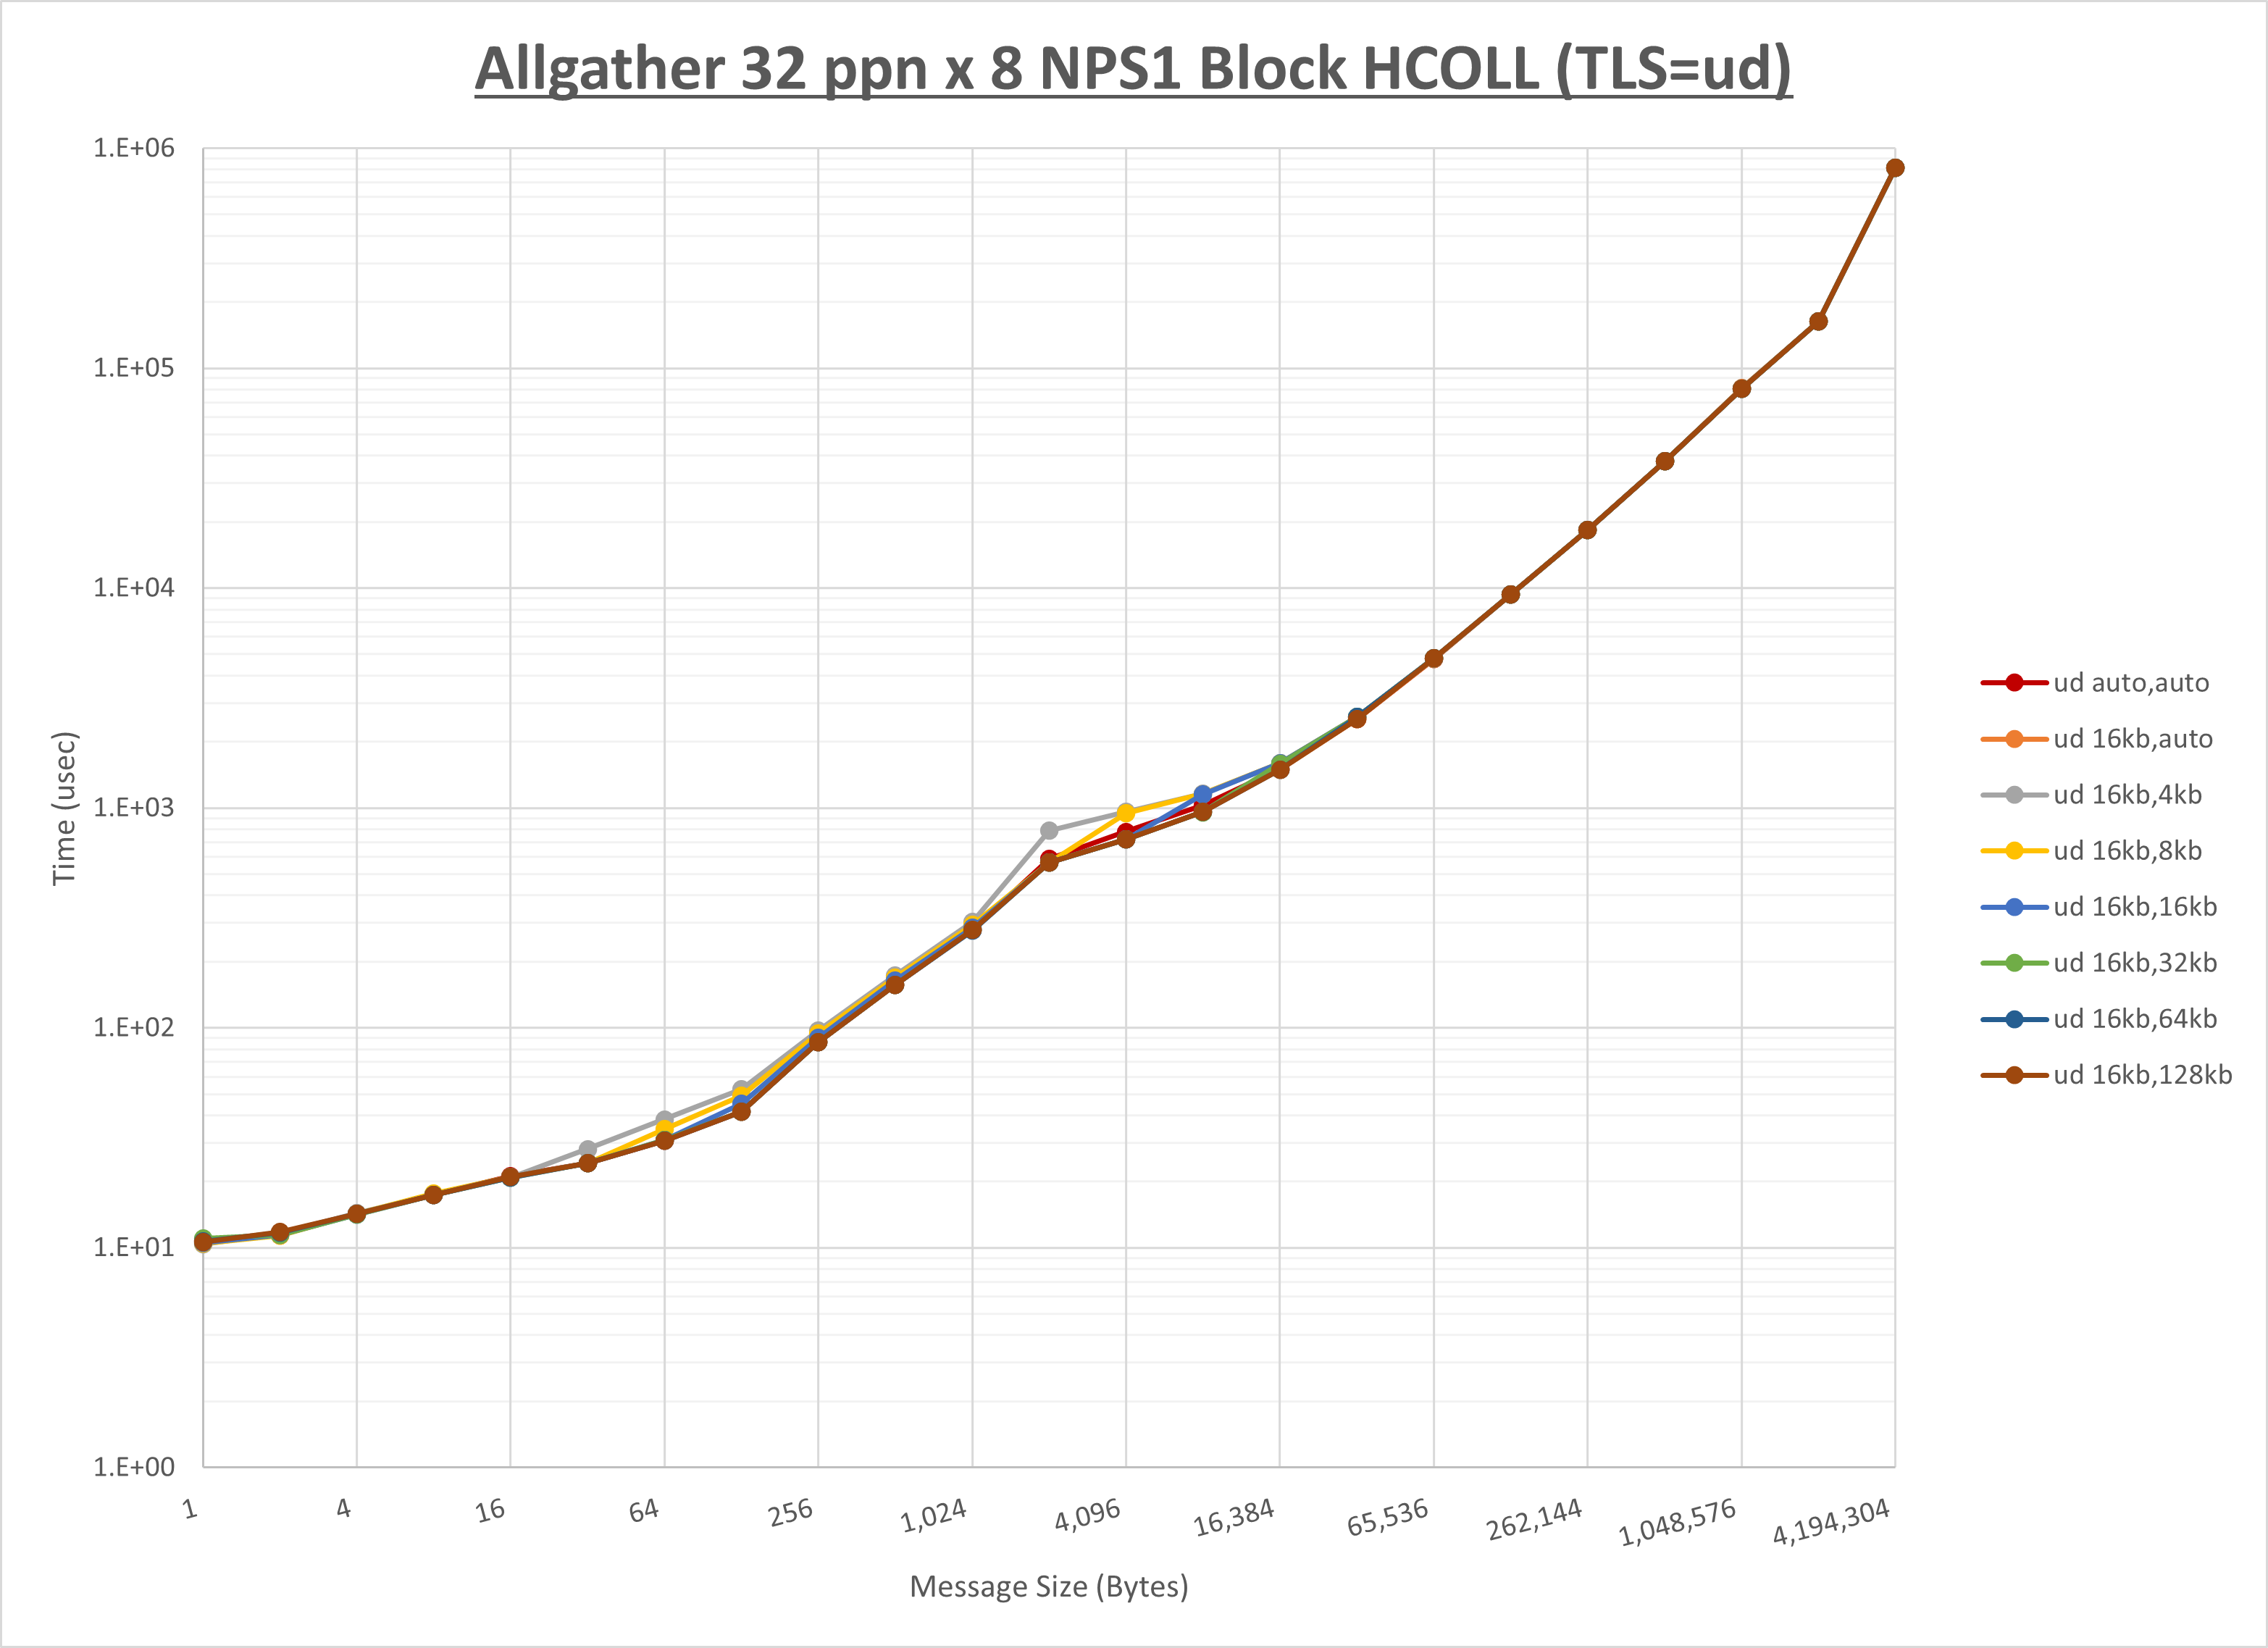 Allgather 32 ppn x 8 NPS1 Block HCOLL (TLS=ud)
1.E+06
1.E+05
1.E+04
1.E+03
1.E+02
1.E+01
1.E+00
Time (usec)
1
4
16
64
256
1,024
4,096
16,384
65,536
262,144
1,048,576
4,194,304
Message Size (Bytes)
ud auto,auto
ud 16kb,auto
ud 16kb,4kb
ud 16kb,8kb
ud 16kb,16kb
ud 16kb,32kb
ud 16kb,64kb
ud 16kb,128kb